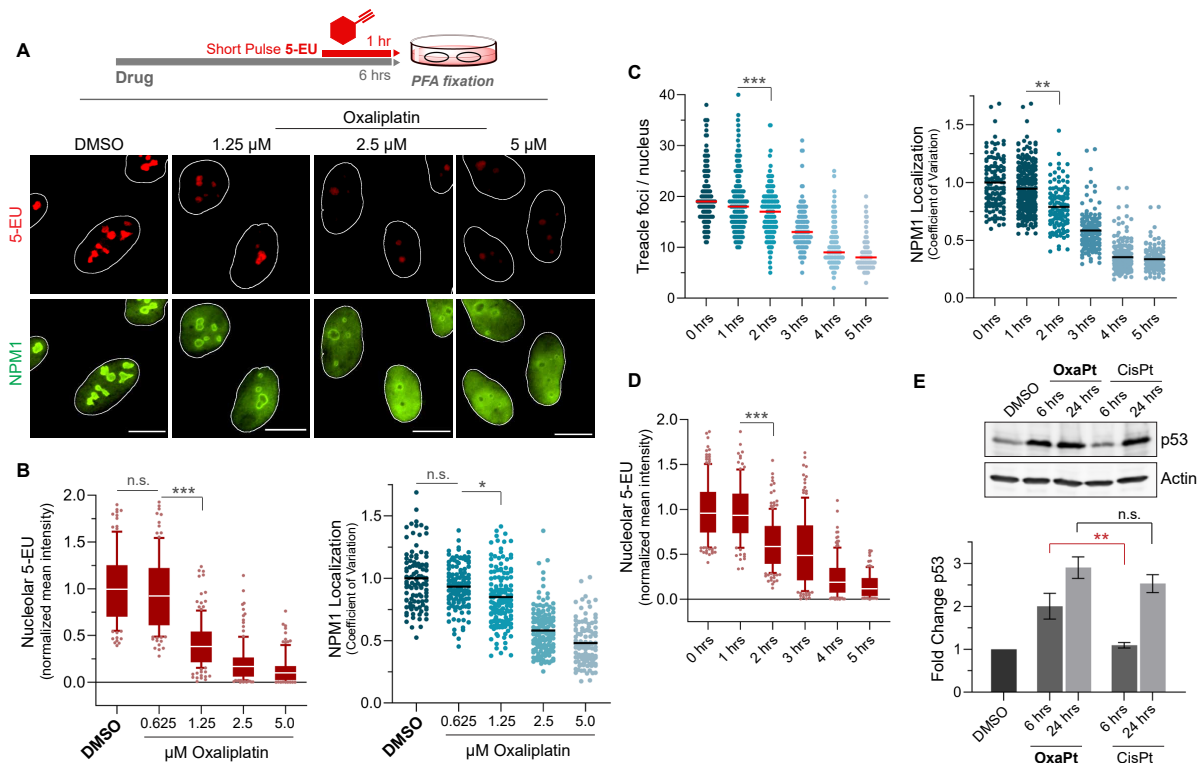 A
Short Pulse 5-EU
1 hr
Drug
6 hrs
PFA fixation
Oxaliplatin
DMSO
1.25 µM
2.5 µM
5 µM
5-EU
NPM1
B
Nucleolar 5-EU
(normalized mean intensity)
2.0
1.5
1.0
0.5
0.0
n.s.
***
DMSO
0.625
1.25
2.5
5.0
µM Oxaliplatin
NPM1 Localization
(Coefficient of Variation)
1.5
1.0
0.5
0.0
n.s.
*
DMSO
0.625
1.25
2.5
5.0
µM Oxaliplatin
C
Treacle foci / nucleus
40
30
20
10
0
***
0 hrs
1 hrs
2 hrs
3 hrs
4 hrs
5 hrs
NPM1 Localization
(Coefficient of Variation)
1.5
1.0
0.5
0.0
**
0 hrs
1 hrs
2 hrs
3 hrs
4 hrs
5 hrs
D
Nucleolar 5-EU
(normalized mean intensity)
2.0
1.5
1.0
0.5
0.0
***
0 hrs
1 hrs
2 hrs
3 hrs
4 hrs
5 hrs
E
OxaPt
CisPt
DMSO
6 hrs
24 hrs
6 hrs
24 hrs
p53
Actin
Fold Change p53
3
2
1
0
n.s.
**
DMSO
6 hrs
24 hrs
6 hrs
24 hrs
OxaPt
CisPt